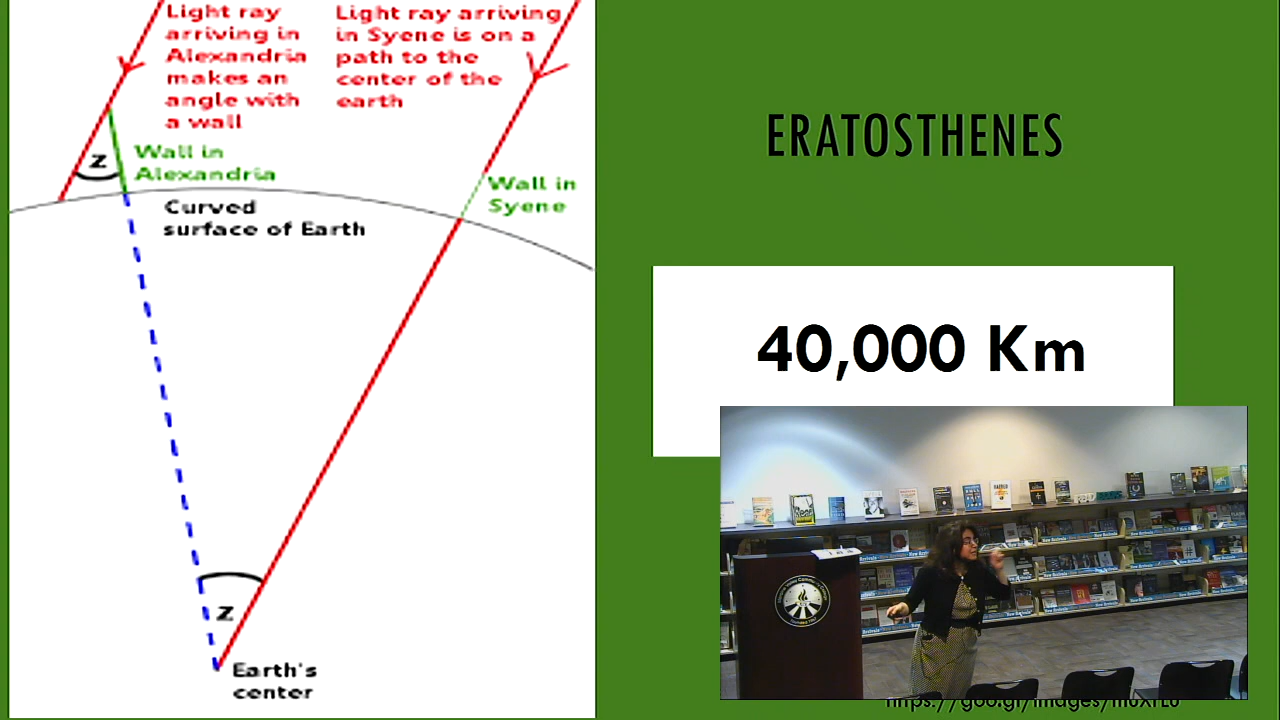 Light ray
arriving in
Alexandria
makes an
angle with
a wall
Light ray arriving
in Syene is on a
path to the
center of the
earth
z
Wall in
Alexandria
Wall in
Syene
Curved
surface of Earth
z
Earth's
center
ERATOSTHENES
40,000 Km